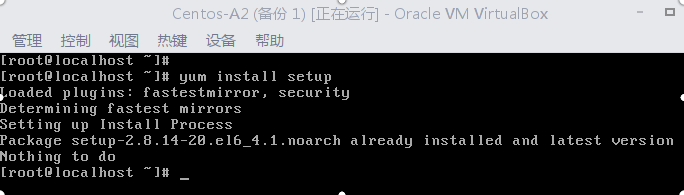 Centos-A2 (备份 1) [正在运行] - Oracle VM VirtualBox
管理 控制 视图 热键 设备 帮助
[root@localhost ~]#
[root@localhost ~]# yum install setup
Loaded plugins: fastestmirror, security
Determining fastest mirrors
Setting up Install Process
Package setup-2.8.14-20.el6_4.1.noarch already installed and latest version
Nothing to do
[root@localhost ~]# _